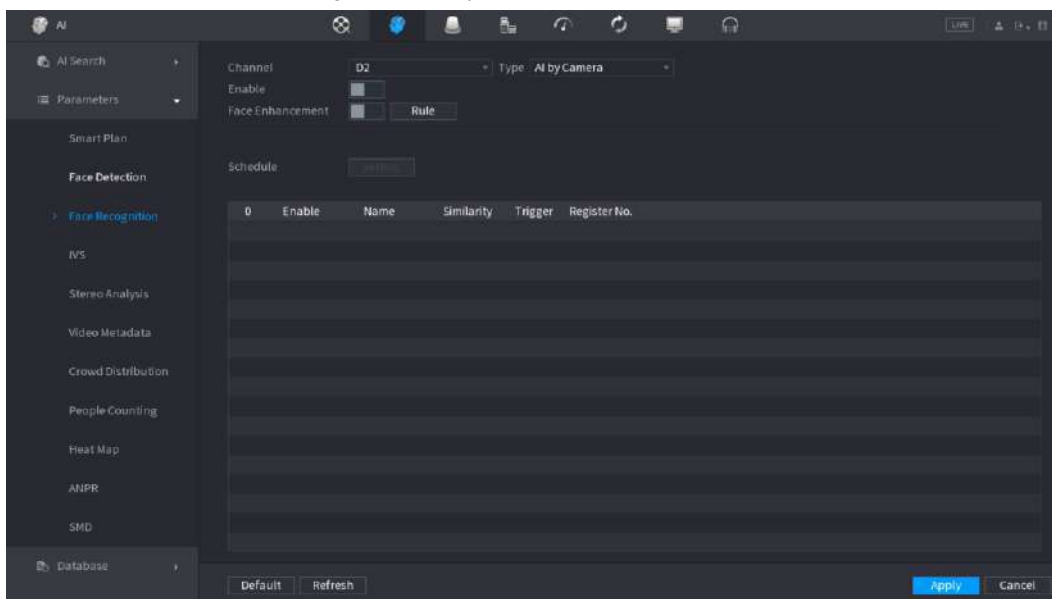 AI
LIVE
AI Search
Parameters
Smart Plan
Face Detection
Face Recognition
IVS
Stereo Analysis
Video Metadata
Crowd Distribution
People Counting
Heat Map
ANPR
SMD
Database
Channel D2 Type AI by Camera
Enable
Face Enhancement Rule
Schedule
0 Enable Name Similarity Trigger Register No.
Default Refresh Apply Cancel